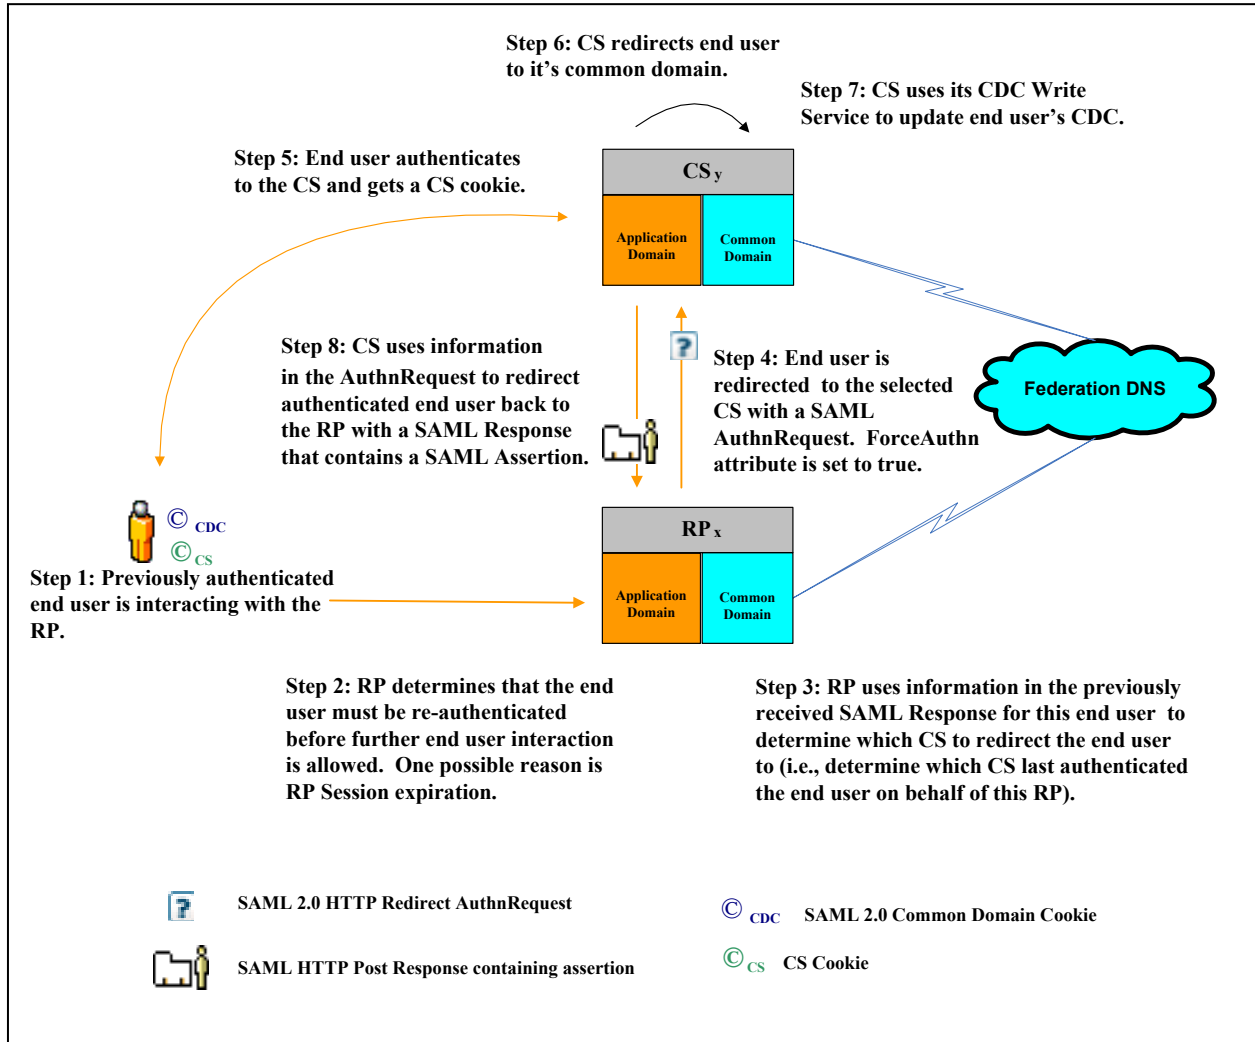 Step 6: CS redirects end user
to it's common domain.
Step 7: CS uses its CDC Write
Service to update end user's CDC.
Step 5: End user authenticates
to the CS and gets a CS cookie.
CS y
Application
Domain
Common
Domain
Step 8: CS uses information
in the AuthnRequest to redirect
authenticated end user back to
the RP with a SAML Response
that contains a SAML Assertion.
?
Step 4: End user is
redirected to the selected
CS with a SAML
AuthnRequest. ForceAuthn
attribute is set to true.
Federation DNS
© CDC
© CS
Step 1: Previously authenticated
end user is interacting with the
RP.
RP x
Application
Domain
Common
Domain
Step 2: RP determines that the end
user must be re-authenticated
before further end user interaction
is allowed. One possible reason is
RP Session expiration.
Step 3: RP uses information in the previously
received SAML Response for this end user to
determine which CS to redirect the end user
to (i.e., determine which CS last authenticated
the end user on behalf of this RP).
? SAML 2.0 HTTP Redirect AuthnRequest
SAML HTTP Post Response containing assertion
© CDC SAML 2.0 Common Domain Cookie
© CS CS Cookie